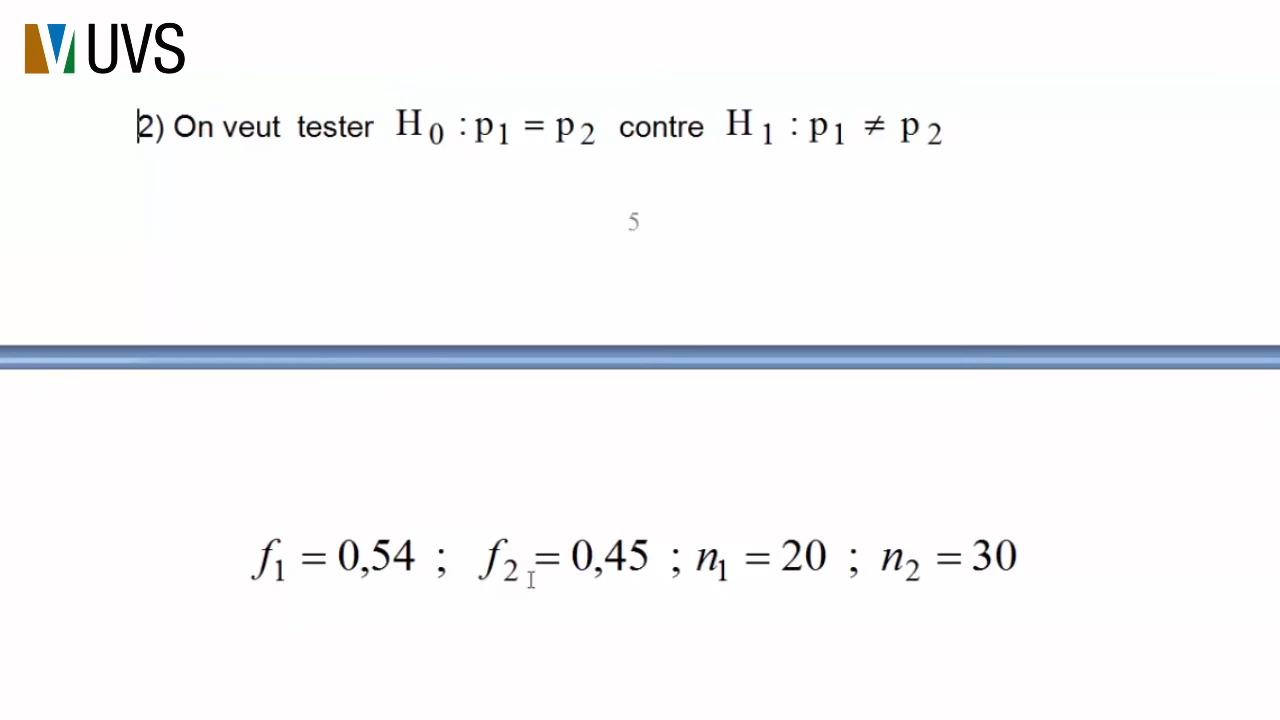 UVS
2) On veut tester H₀ : p₁ = p₂ contre H₁ : p₁ ≠ p₂
5
f₁ = 0,54 ; f₂ = 0,45 ; n₁ = 20 ; n₂ = 30